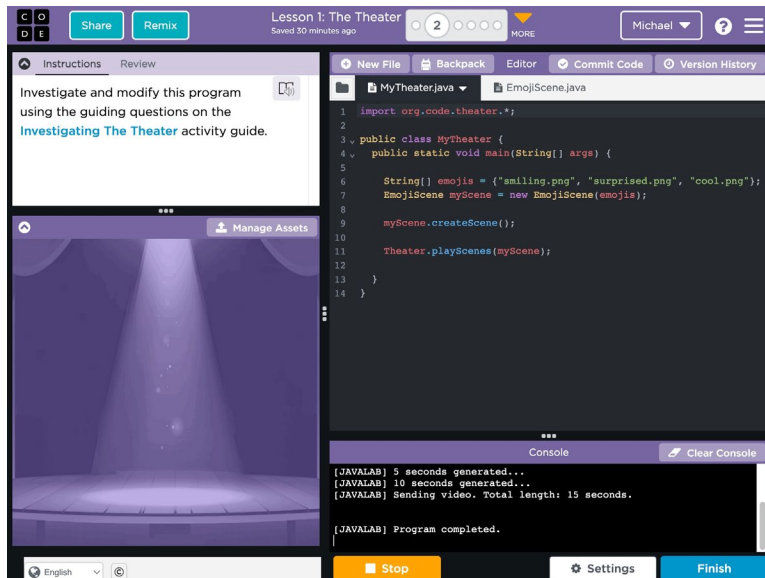 C O
D E
Share
Remix
Lesson 1: The Theater
Saved 30 minutes ago
2
MORE
Michael
?
Instructions
Review
Investigate and modify this program
using the guiding questions on the
Investigating The Theater activity guide.
Manage Assets
New File
Backpack
Editor
Commit Code
Version History
MyTheater.java
EmojiScene.java
1 import org.code.theater.*;
2
3 public class MyTheater {
4 public static void main(String[] args) {
5
6 String[] emojis = {"smiling.png", "surprised.png", "cool.png"};
7 EmojiScene myScene = new EmojiScene(emojis);
8
9 myScene.createScene();
10
11 Theater.playScenes(myScene);
12
13 }
14 }
Console
Clear Console
[JAVALAB] 5 seconds generated...
[JAVALAB] 10 seconds generated...
[JAVALAB] Sending video. Total length: 15 seconds.
[JAVALAB] Program completed.
English
©
Stop
Settings
Finish